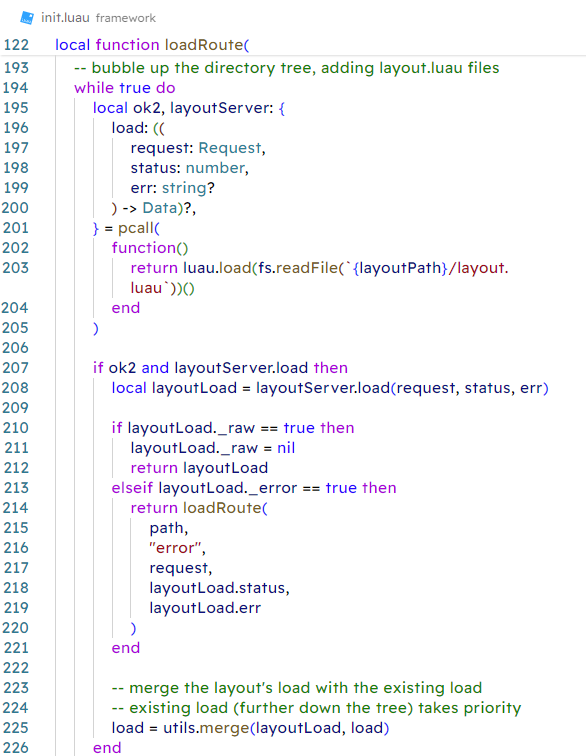 init.luau framework
122 local function loadRoute(
193 -- bubble up the directory tree, adding layout.luau files
194 while true do
195 local ok2, layoutServer: {
196 load: ((
197 request: Request,
198 status: number,
199 err: string?
200 ) -> Data)?,
201 } = pcall(
202 function()
203 return luau.load(fs.readFile(`{layoutPath}/layout.
luau`))()
204 end
205 )
206
207 if ok2 and layoutServer.load then
208 local layoutLoad = layoutServer.load(request, status, err)
209
210 if layoutLoad._raw == true then
211 layoutLoad._raw = nil
212 return layoutLoad
213 elseif layoutLoad._error == true then
214 return loadRoute(
215 path,
216 "error",
217 request,
218 layoutLoad.status,
219 layoutLoad.err
220 )
221 end
222
223 -- merge the layout's load with the existing load
224 -- existing load (further down the tree) takes priority
225 load = utils.merge(layoutLoad, load)
226 end